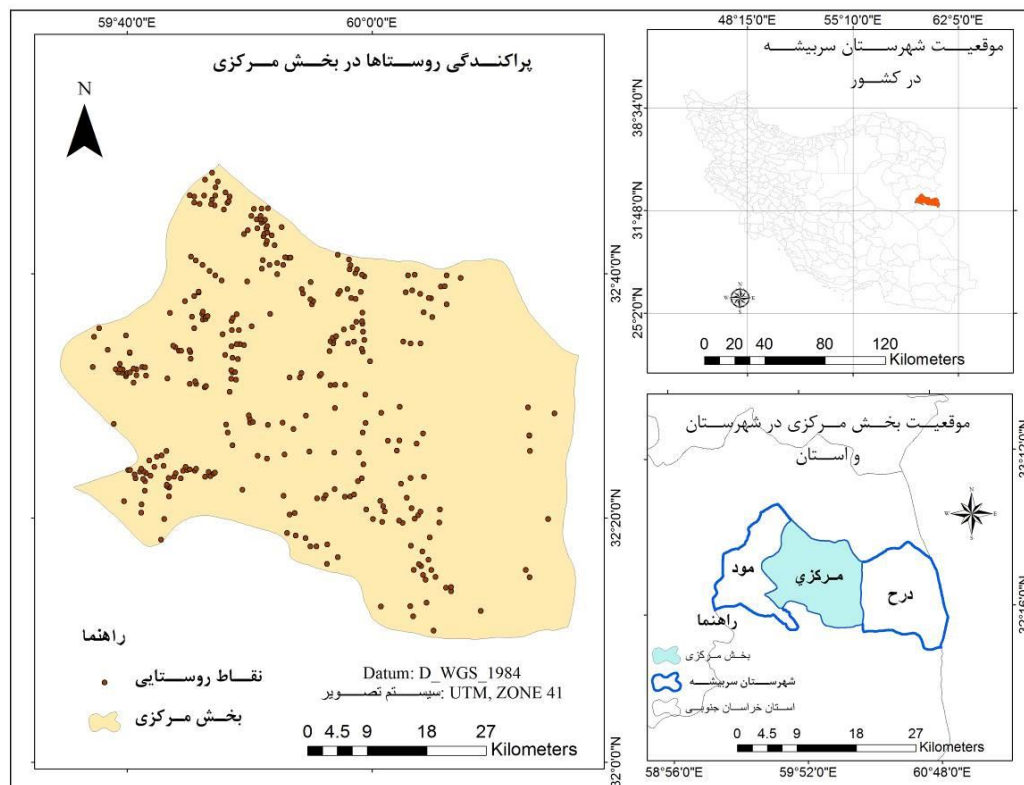 59°40'0"E
60°0'0"E
پراکندگی روستاها در بخش مرکزی
N
32°40'0"N
32°20'0"N
32°0'0"N
راهنما
نقاط روستایی
بخش مرکزی
Datum: D_WGS_1984
سیستم تصویر: UTM, ZONE 41
0 4.5 9 18 27
Kilometers
48°15'0"E
55°10'0"E
62°5'0"E
موقعیت شهرستان سربیشه
در کشور
38°34'0"N
31°48'0"N
25°2'0"N
N
W
E
S
0 20 40 80 120
Kilometers
موقعیت بخش مرکزی در شهرستان
و استان
33°12'0"N
32°16'0"N
N
W
E
S
مود
مرکزي
درح
راهنما
بخش مرکزی
شهرستان سربیشه
استان خراسان جنوبی
0 4.5 9 18 27
Kilometers
58°56'0"E
59°52'0"E
60°48'0"E